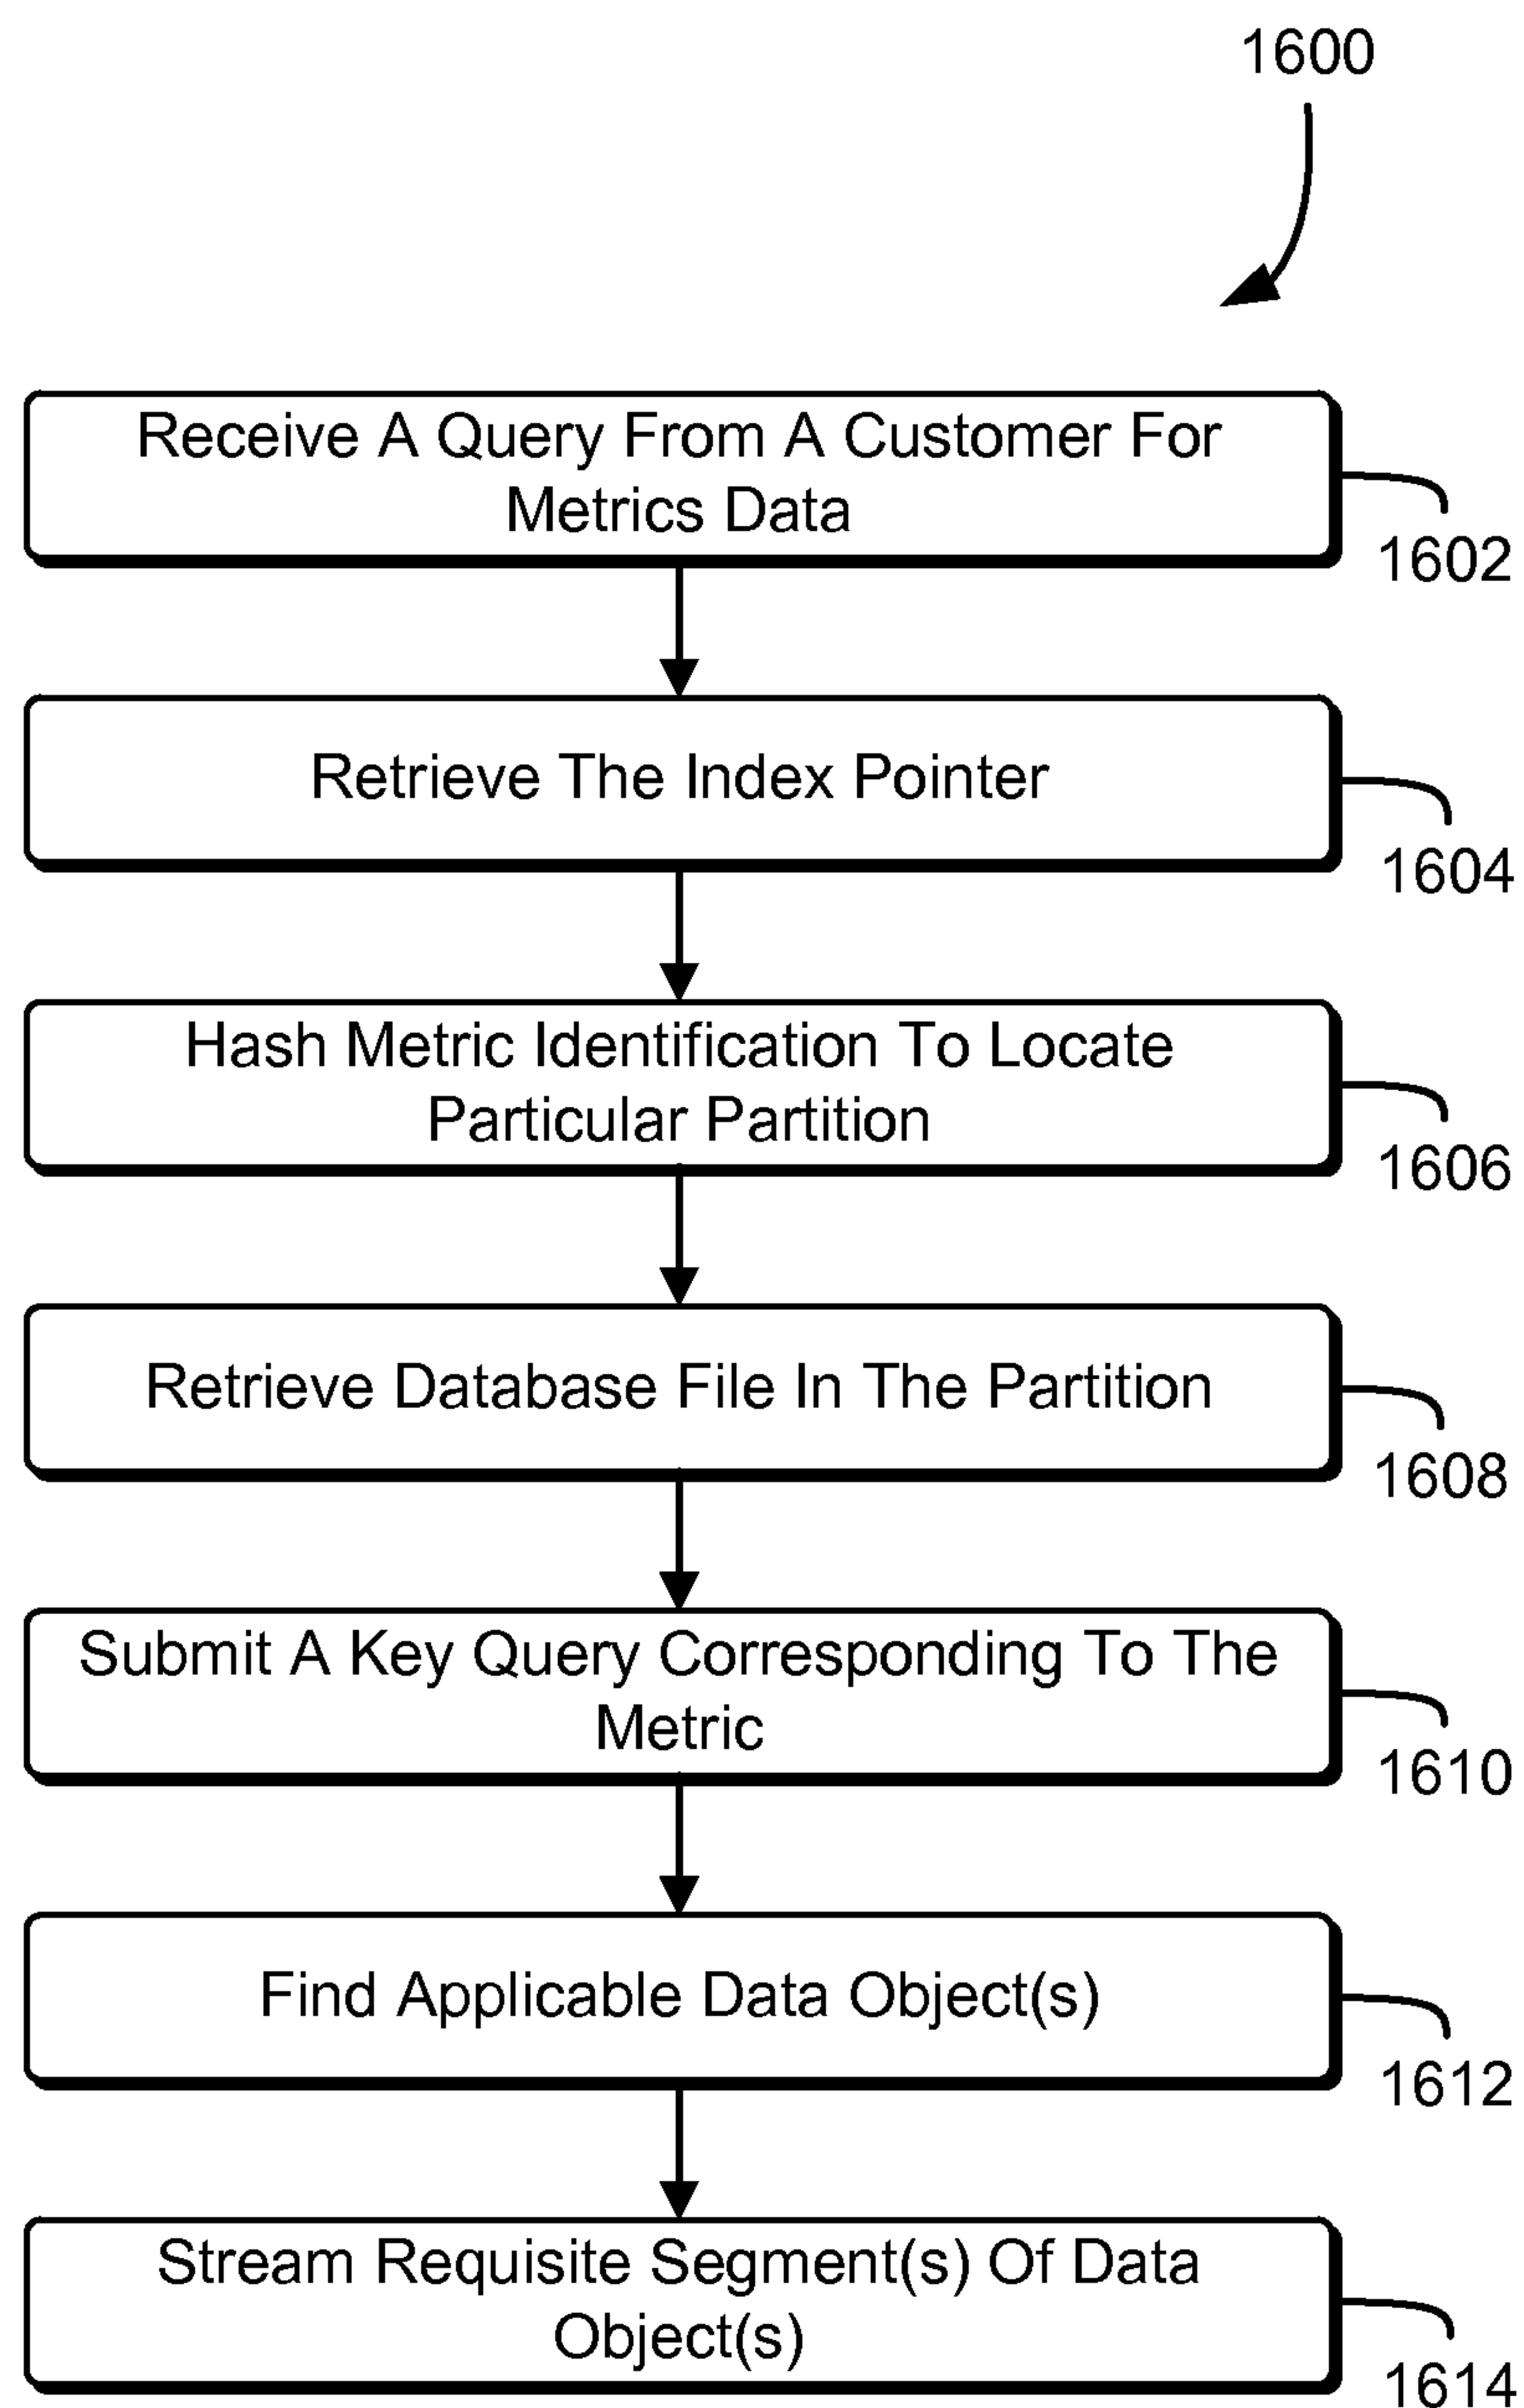 1600
Receive A Query From A Customer For
Metrics Data
1602
Retrieve The Index Pointer
1604
Hash Metric Identification To Locate
Particular Partition
1606
Retrieve Database File In The Partition
1608
Submit A Key Query Corresponding To The
Metric
1610
Find Applicable Data Object(s)
1612
Stream Requisite Segment(s) Of Data
Object(s)
1614